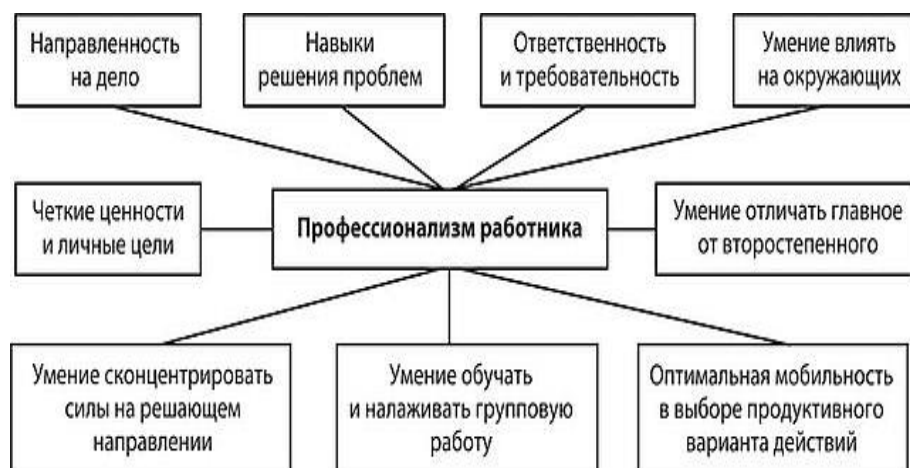 Направленность
на дело
Навыки
решения проблем
Ответственность
и требовательность
Умение влиять
на окружающих
Четкие ценности
и личные цели
Профессионализм работника
Умение отличать главное
от второстепенного
Умение сконцентрировать
силы на решающем
направлении
Умение обучать
и налаживать групповую
работу
Оптимальная мобильность
в выборе продуктивного
варианта действий